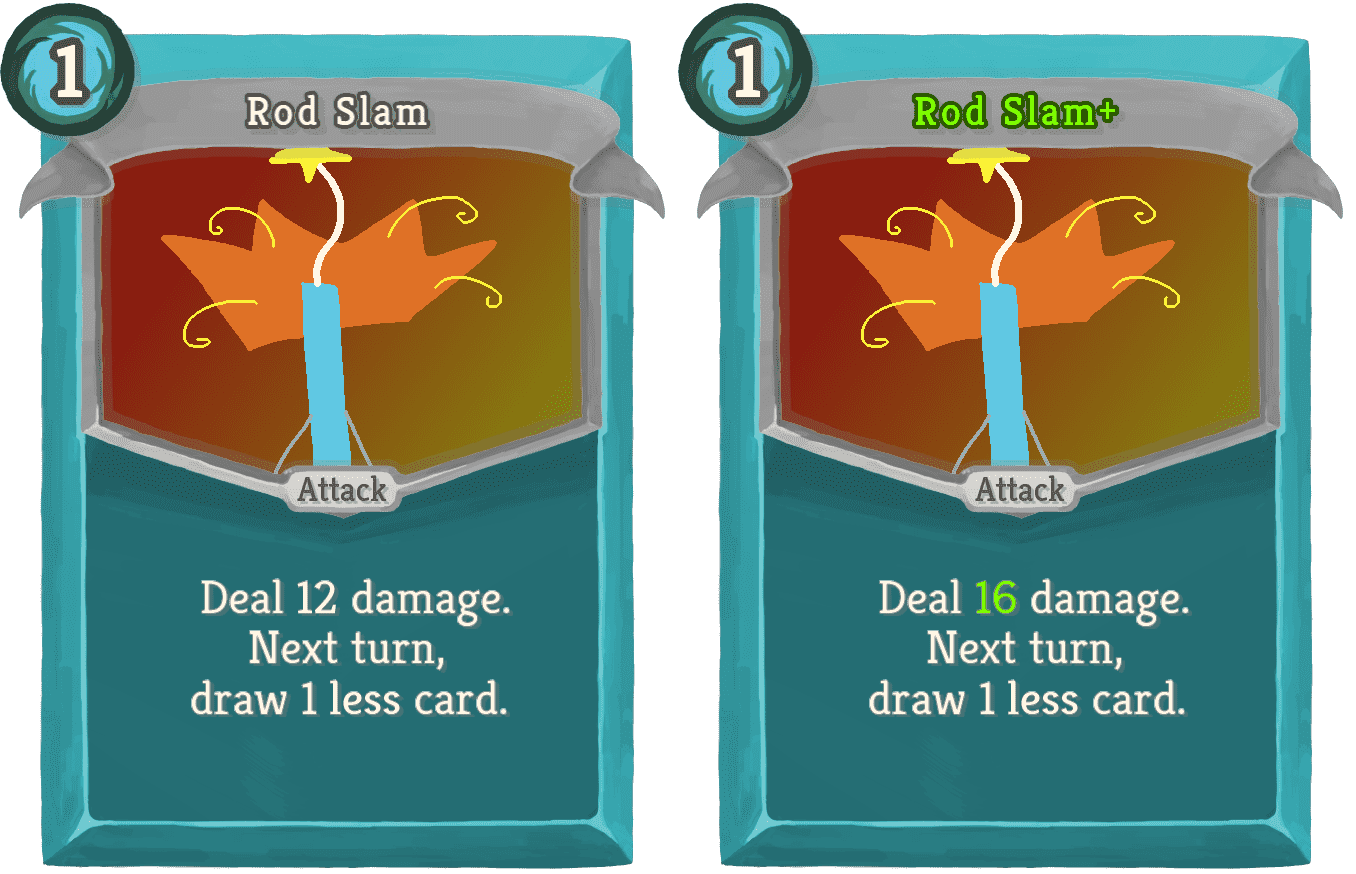 1
Rod Slam
Attack
Deal 12 damage.
Next turn,
draw 1 less card.
1
Rod Slam+
Attack
Deal 16 damage.
Next turn,
draw 1 less card.